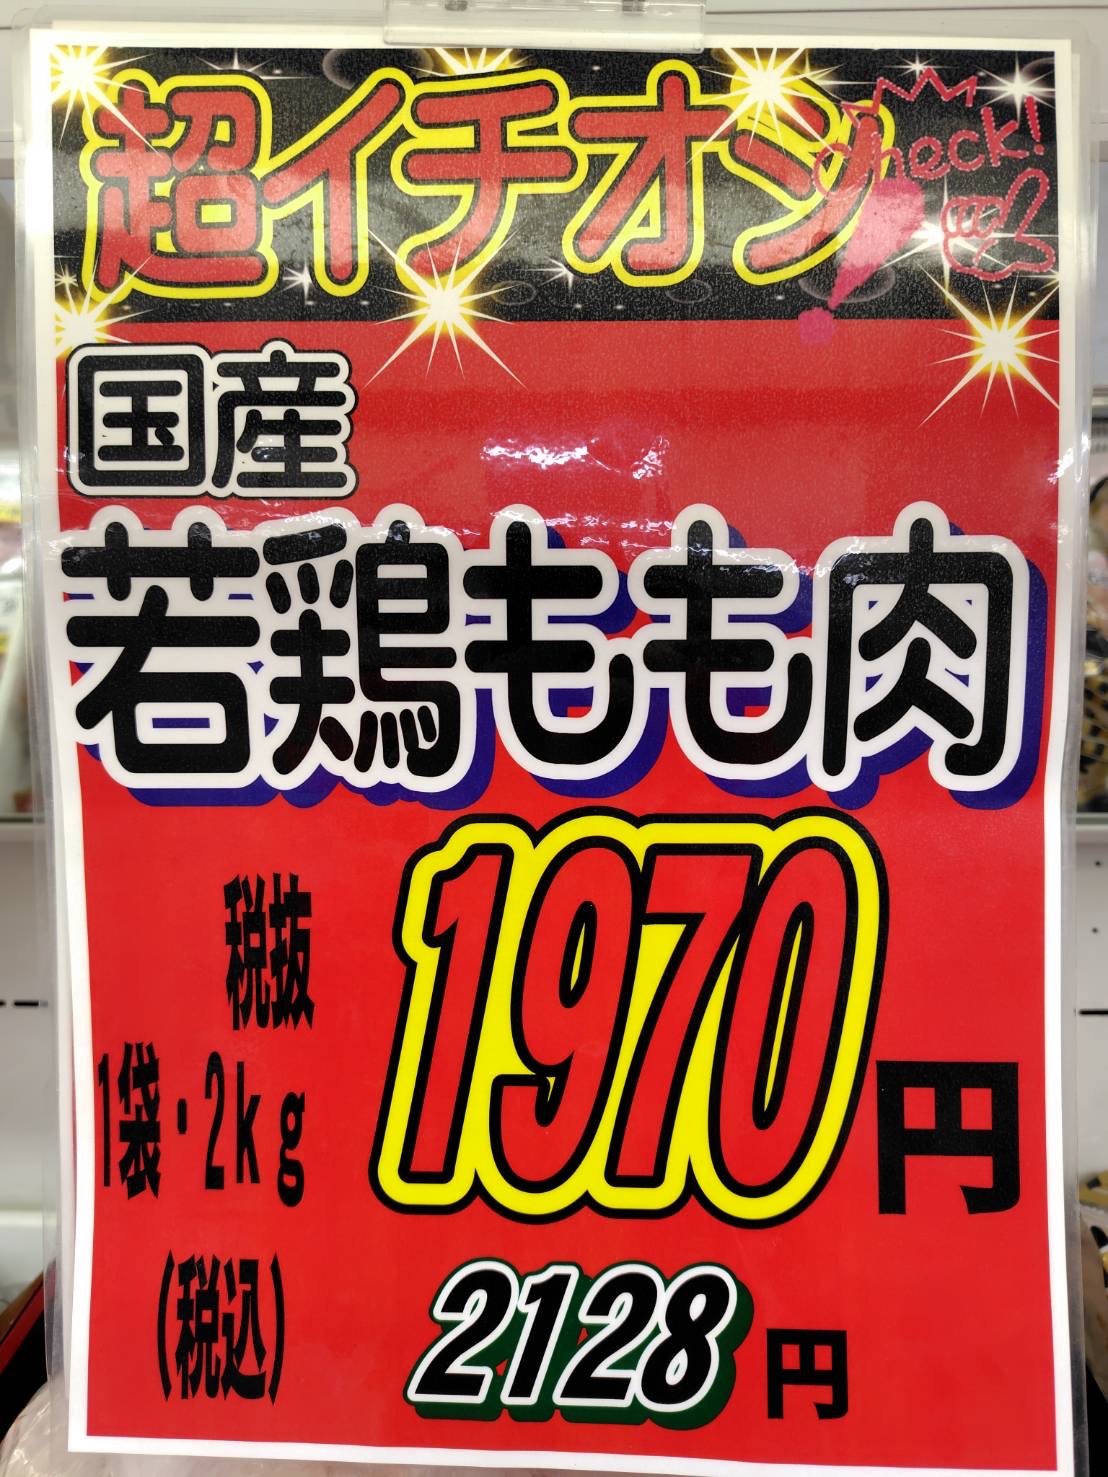 超イチオシ
Check!
国産
若鶏もも肉
税抜
1970円
1袋・2kg
(税込) 2128円